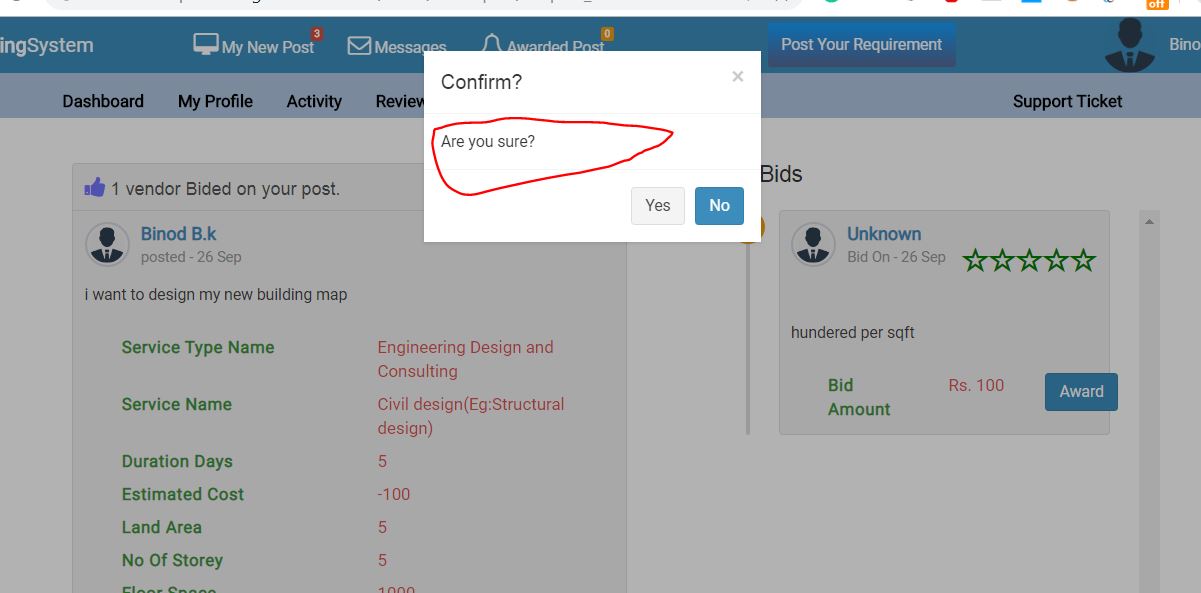 off
ingSystem
My New Post
3
Messages
Awarded Post
0
Post Your Requirement
Bino
Dashboard
My Profile
Activity
Review
Support Ticket
Confirm?
×
Are you sure?
Yes
No
1 vendor Bided on your post.
Bids
Binod B.k
posted - 26 Sep
i want to design my new building map
Service Type Name
Engineering Design and
Consulting
Service Name
Civil design(Eg:Structural
design)
Duration Days
5
Estimated Cost
-100
Land Area
5
No Of Storey
5
Floor Space
1000
Unknown
Bid On - 26 Sep
hundered per sqft
Bid
Amount
Rs. 100
Award